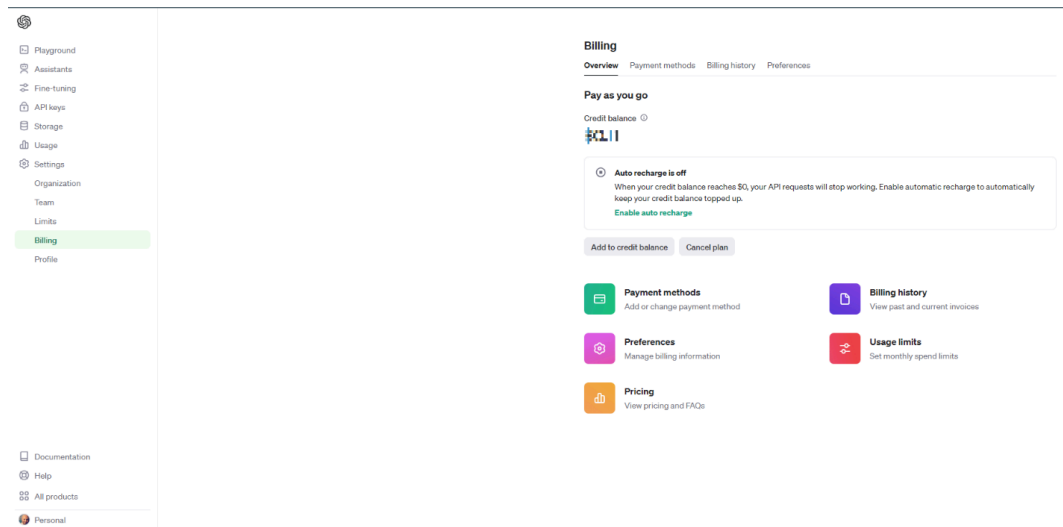 Playground
Assistants
Fine-tuning
API keys
Storage
Usage
Settings
Organization
Team
Limits
Billing
Profile
Documentation
Help
All products
Personal
Billing
Overview Payment methods Billing history Preferences
Pay as you go
Credit balance
Auto recharge is off
When your credit balance reaches $0, your API requests will stop working. Enable automatic recharge to automatically
keep your credit balance topped up.
Enable auto recharge
Add to credit balance Cancel plan
Payment methods
Add or change payment method
Billing history
View past and current invoices
Preferences
Manage billing information
Usage limits
Set monthly spend limits
Pricing
View pricing and FAQs